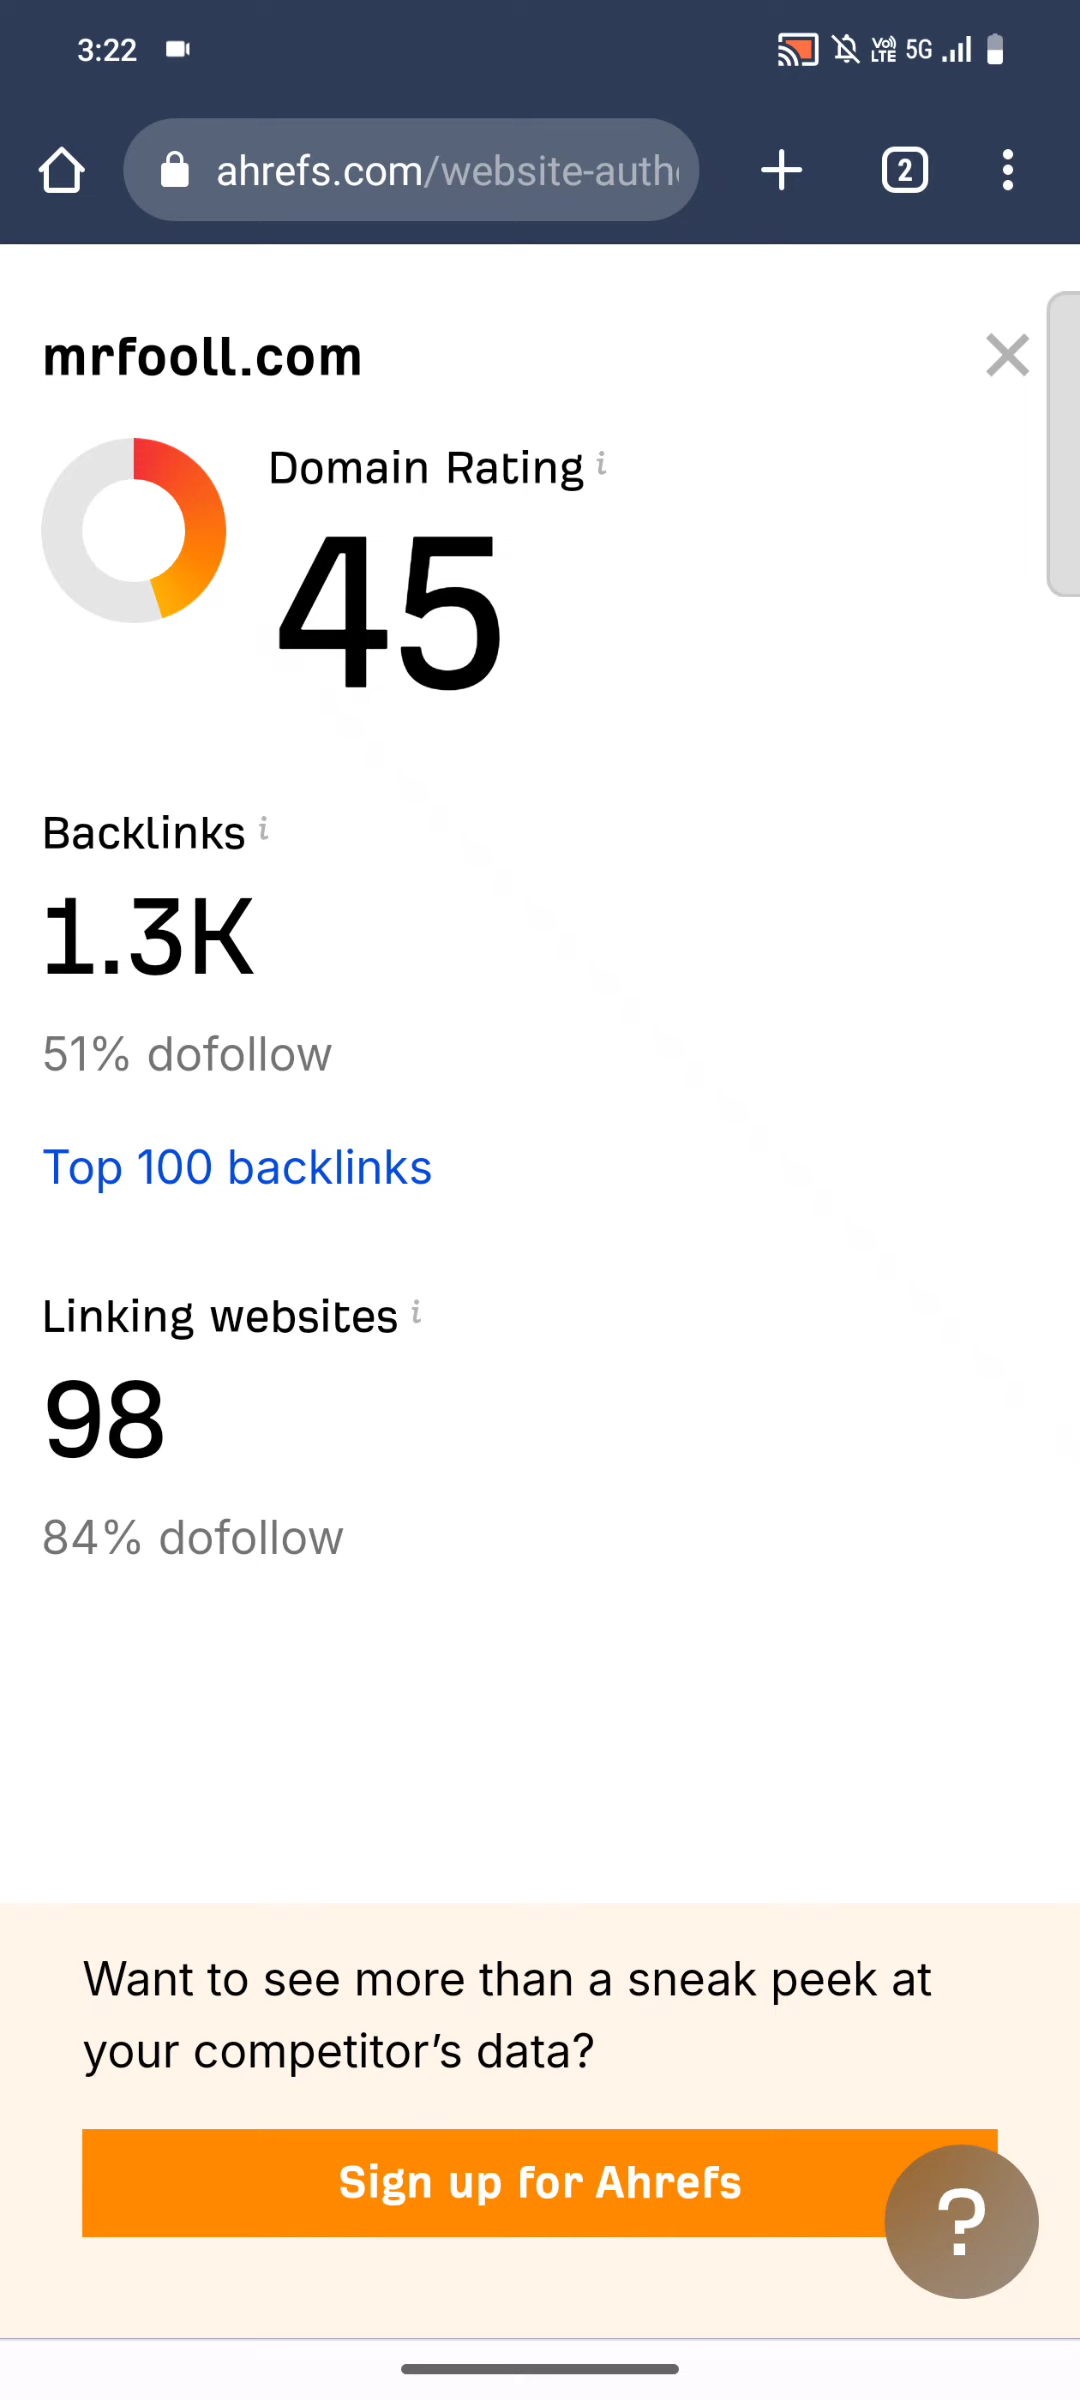 3:22
Vo)
LTE
5G
ahrefs.com/website-auth
2
mrfooll.com
Domain Rating i
45
Backlinks i
1.3K
51% dofollow
Top 100 backlinks
Linking websites i
98
84% dofollow
Want to see more than a sneak peek at
your competitor’s data?
Sign up for Ahrefs
?